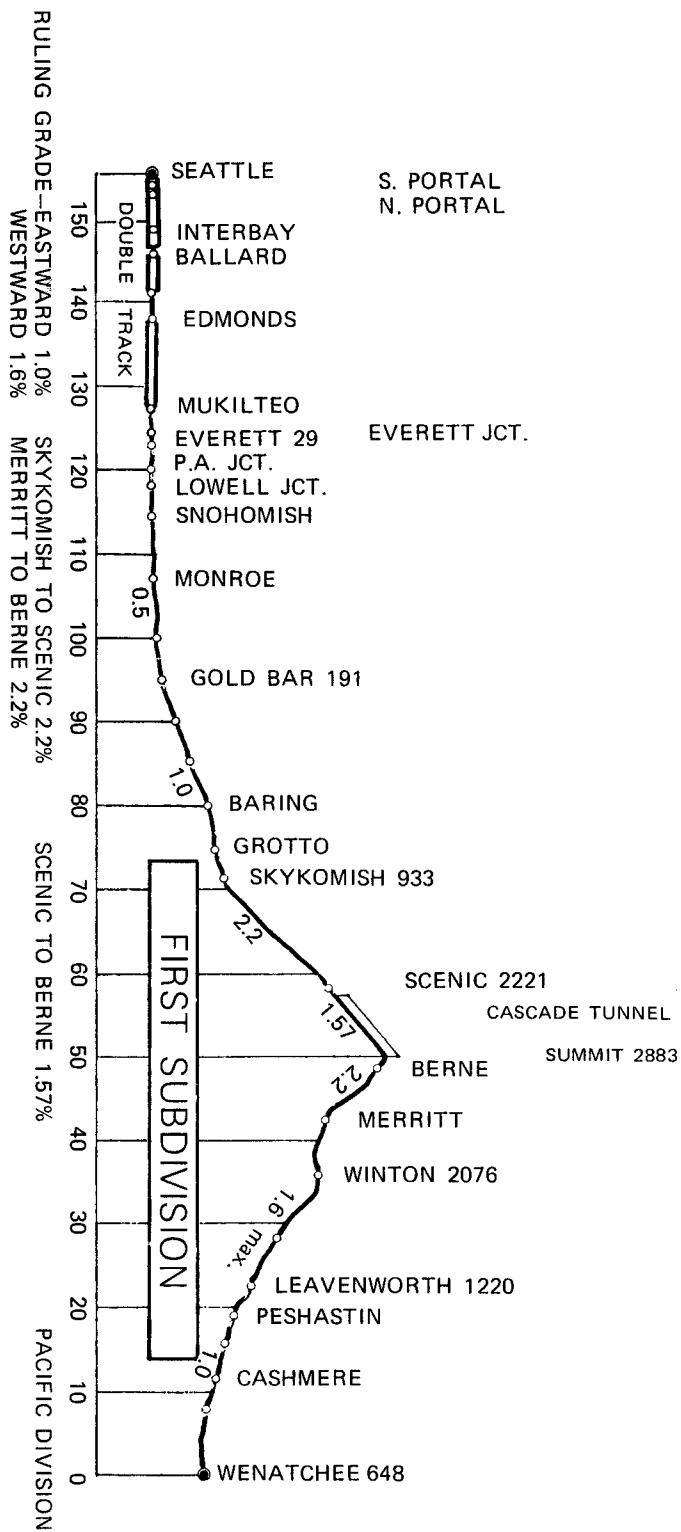 SEATTLE
S. PORTAL
N. PORTAL
INTERBAY
BALLARD
EDMONDS
MUKILTEO
EVERETT 29
EVERETT JCT.
P.A. JCT.
LOWELL JCT.
SNOHOMISH
MONROE
GOLD BAR 191
BARING
GROTTO
SKYKOMISH 933
SCENIC 2221
CASCADE TUNNEL
SUMMIT 2883
BERNE
MERRITT
WINTON 2076
LEAVENWORTH 1220
PESHASTIN
CASHMERE
WENATCHEE 648
DOUBLE TRACK
0.5
1.0
2.2
1.57
2.2
1.6 max.
1.0
FIRST SUBDIVISION
150 140 130 120 110 100 90 80 70 60 50 40 30 20 10 0
RULING GRADE—EASTWARD 1.0% SKYKOMISH TO SCENIC 2.2% SCENIC TO BERNE 1.57% PACIFIC DIVISION
WESTWARD 1.6% MERRITT TO BERNE 2.2%